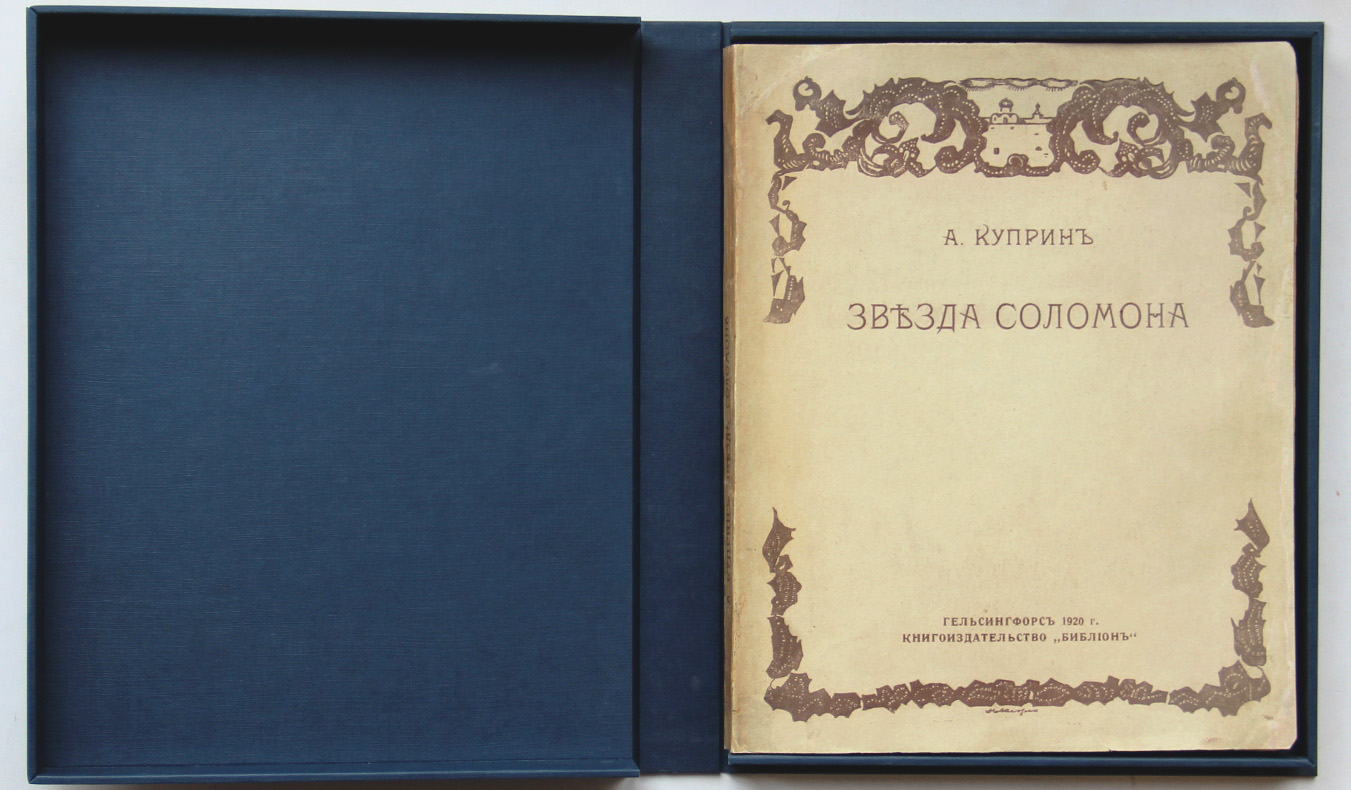 А. КУПРИНЪ
ЗВѢЗДА СОЛОМОНА
ГЕЛЬСИНГФОРСЪ 1920 г.
КНИГОИЗДАТЕЛЬСТВО „БИБЛІОНЪ“